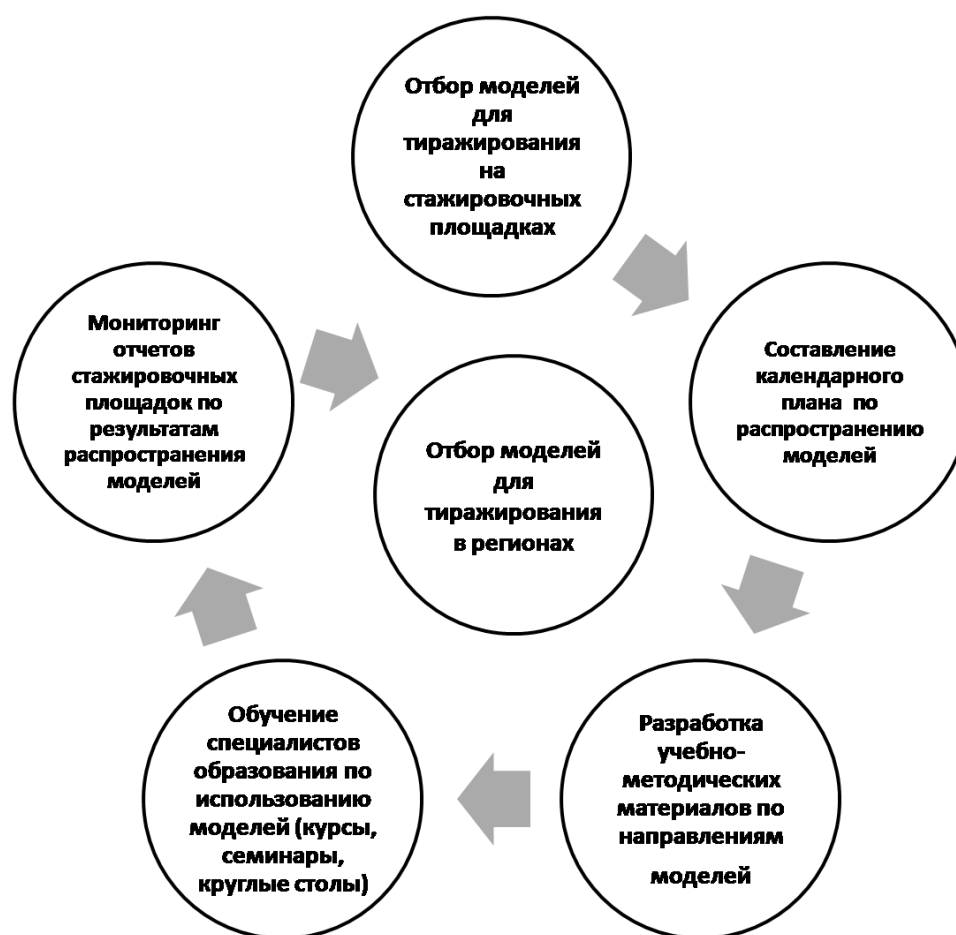 Отбор моделей
для
тиражирования
на
стажировочных
площадках
Мониторинг
отчетов
стажировочных
площадок по
результатам
распространения
моделей
Составление
календарного
плана по
распространению
моделей
Отбор моделей
для
тиражирования
в регионах
Обучение
специалистов
образования по
использованию
моделей (курсы,
семинары,
круглые столы)
Разработка
учебно-
методических
материалов по
направлениям
моделей